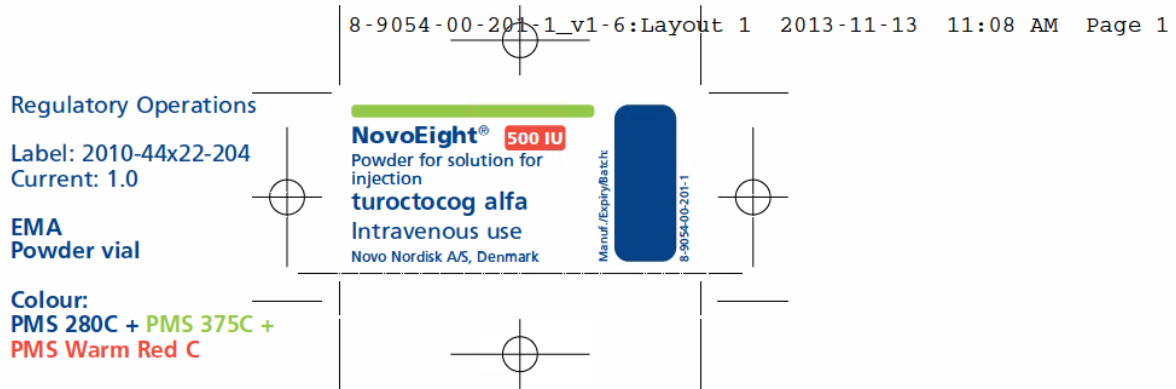 8-9054-00-201-1_v1-6:Layout 1 2013-11-13 11:08 AM Page 1
Regulatory Operations
Label: 2010-44x22-204
Current: 1.0
EMA
Powder vial
Colour:
PMS 280C + PMS 375C +
PMS Warm Red C
NovoEight® 500 IU
Powder for solution for
injection
turoctocog alfa
Intravenous use
Novo Nordisk A/S, Denmark
Manuf./Expiry/Batch:
8-9054-00-201-1